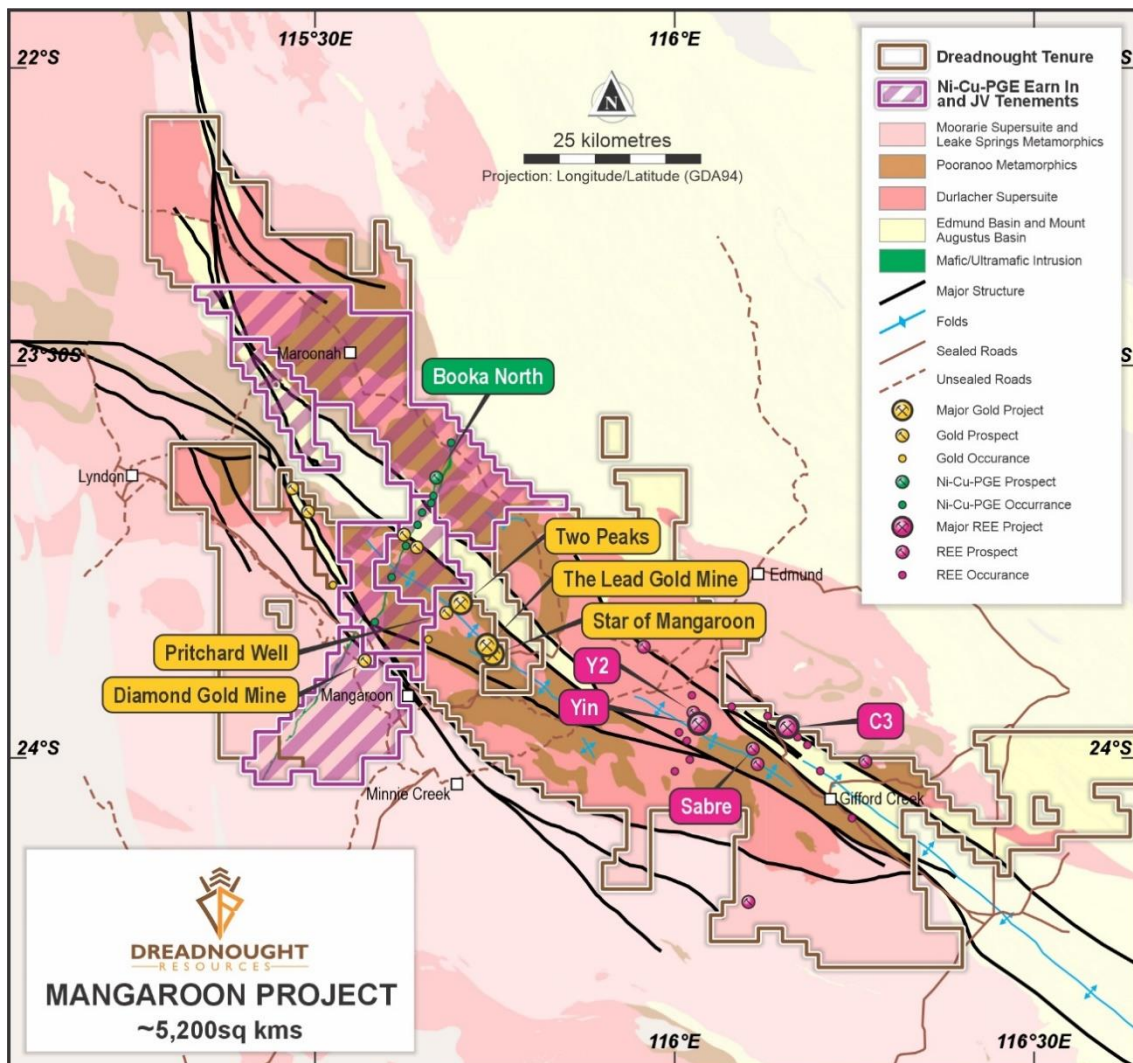 115°30E
116°E
22°S
N
25 kilometres
Projection: Longitude/Latitude (GDA94)
Dreadnought Tenure
Ni-Cu-PGE Earn In
and JV Tenements
Moorarie Supersuite and
Leake Springs Metamorphics
Pooranoo Metamorphics
Durlacher Supersuite
Edmund Basin and Mount
Augustus Basin
Mafic/Ultramafic Intrusion
Major Structure
Folds
Sealed Roads
Unsealed Roads
Major Gold Project
Gold Prospect
Gold Occurance
Ni-Cu-PGE Prospect
Ni-Cu-PGE Occurrance
Major REE Project
REE Prospect
REE Occurance
23°30S
Maroonah
Booka North
Lyndon
Two Peaks
The Lead Gold Mine
Edmund
Star of Mangaroon
Pritchard Well
Y2
Diamond Gold Mine
Mangaroon
Yin
C3
24°S
24°S
Minnie Creek
Sabre
Gifford Creek
DREADNOUGHT
RESOURCES
MANGAROON PROJECT
~5,200sq kms
116°E
116°30E